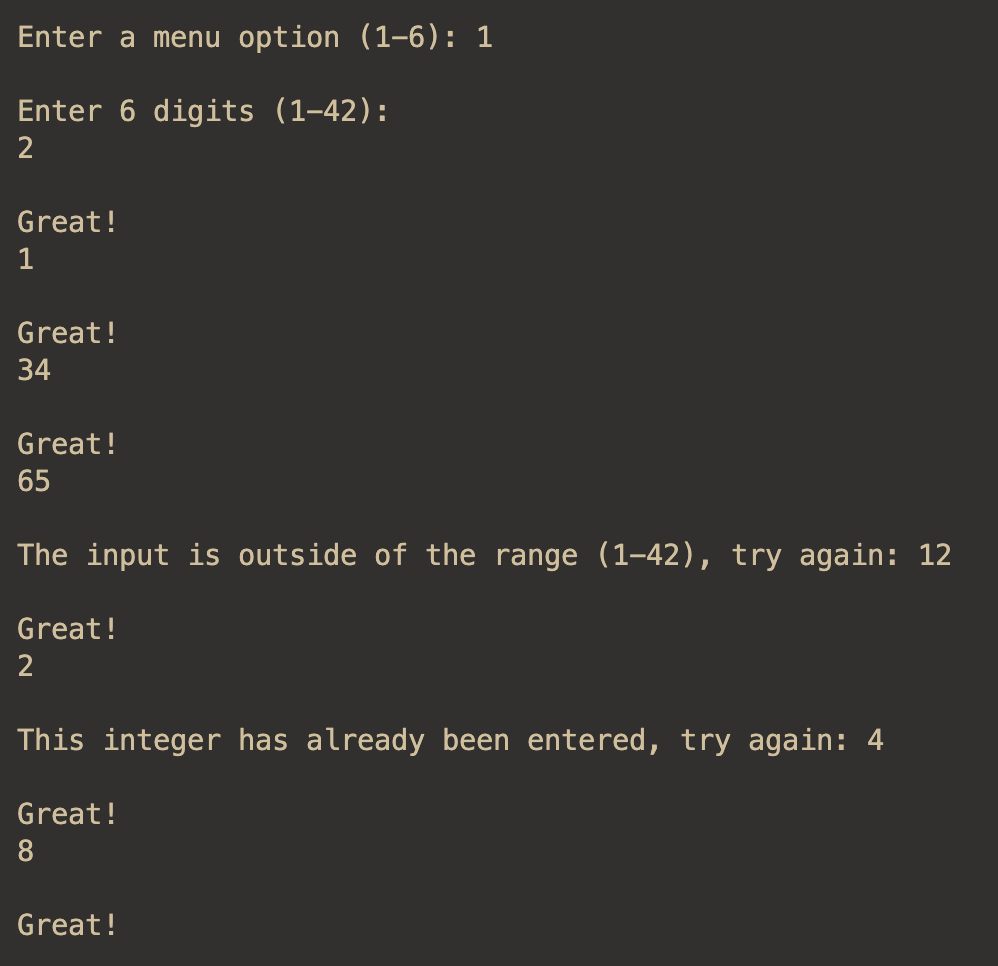 Enter a menu option (1-6): 1
Enter 6 digits (1-42):
2
Great!
1
Great!
34
Great!
65
The input is outside of the range (1-42), try again: 12
Great!
2
This integer has already been entered, try again: 4
Great!
8
Great!